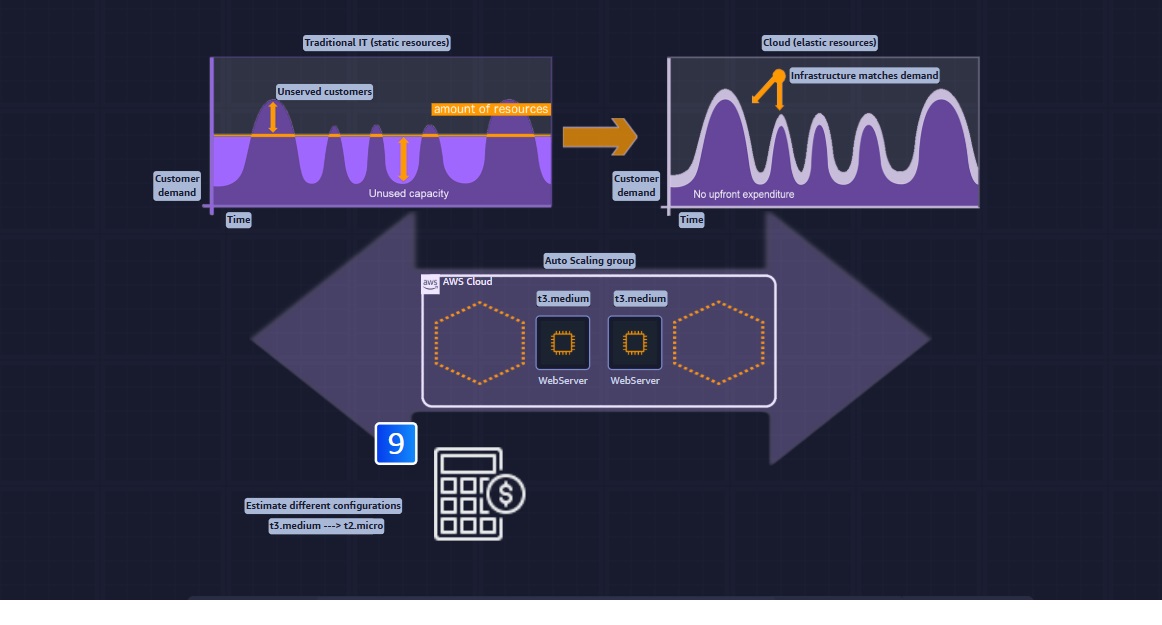 Traditional IT (static resources)
Cloud (elastic resources)
Unserved customers
amount of resources
Infrastructure matches demand
Customer
demand
Unused capacity
Time
Customer
demand
No upfront expenditure
Time
Auto Scaling group
aws
AWS Cloud
t3.medium
t3.medium
WebServer
WebServer
9
$
Estimate different configurations
t3.medium ---> t2.micro